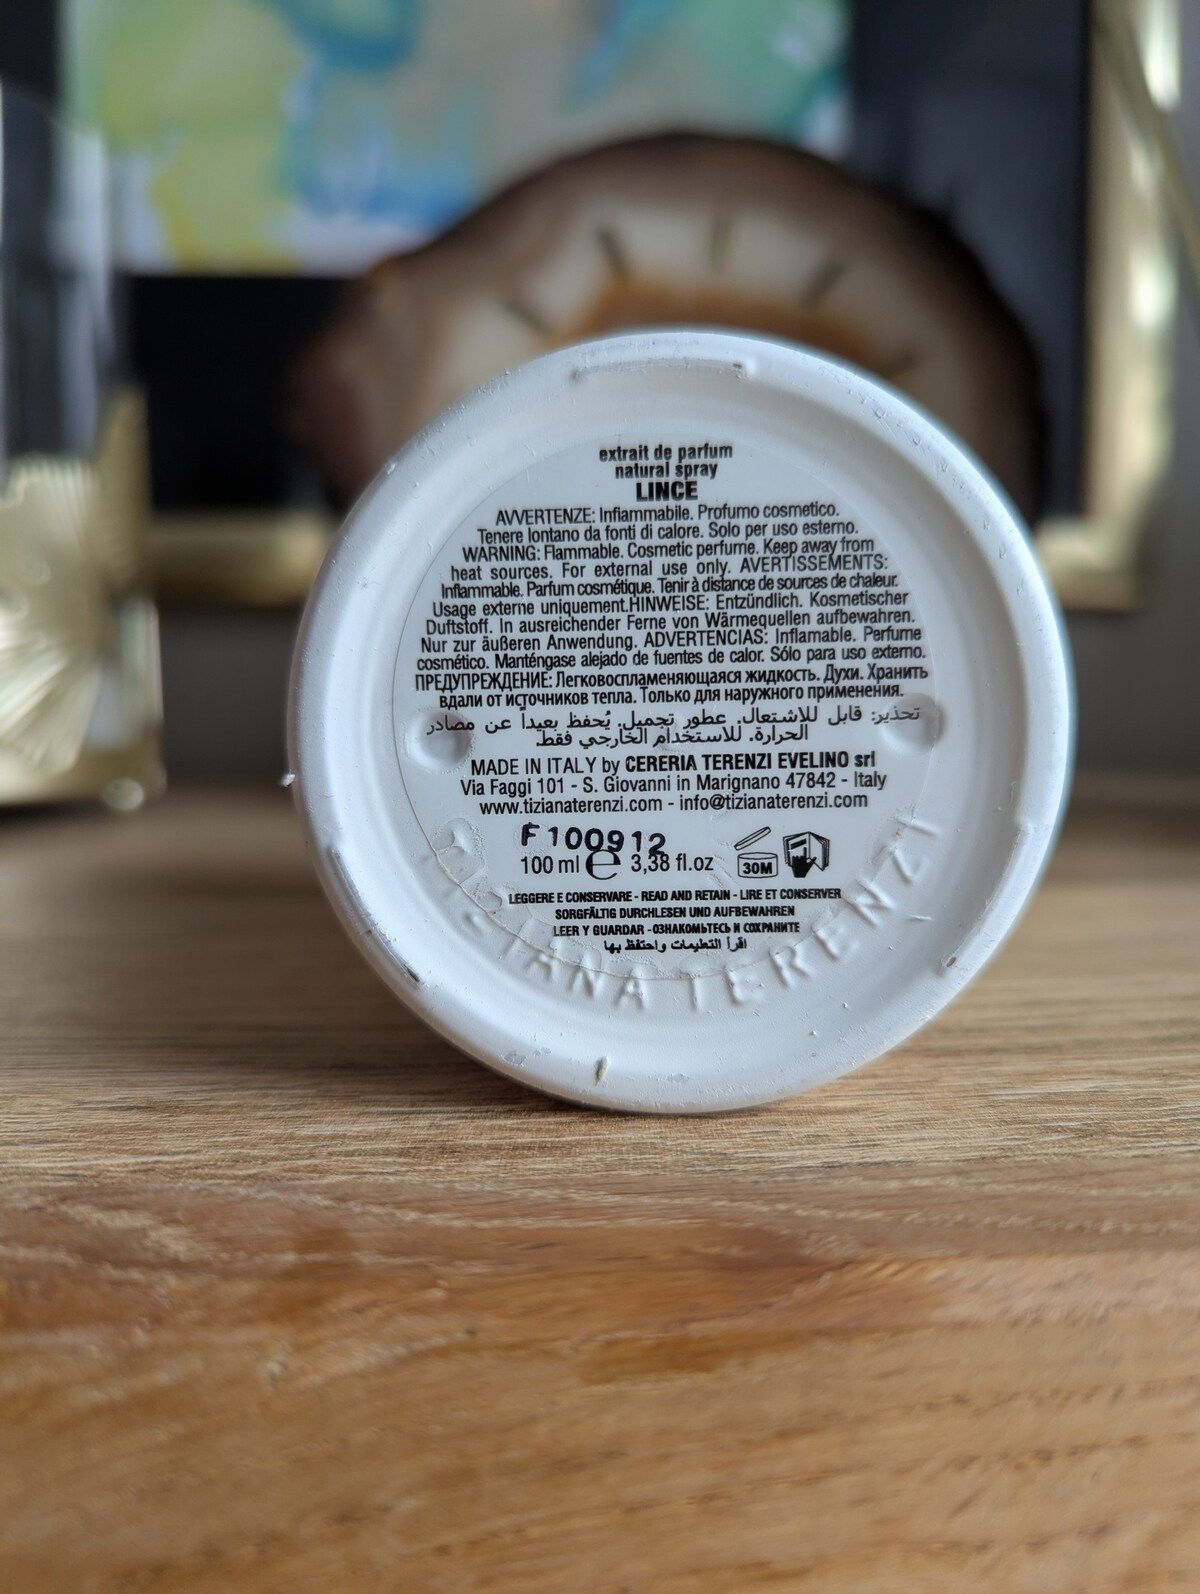 extrait de parfum
natural spray
LINCE
AVVERTENZE: Infiammabile. Profumo cosmetico.
Tenere lontano da fonti di calore. Solo per uso esterno.
WARNING: Flammable. Cosmetic perfume. Keep away from
heat sources. For external use only. AVERTISSEMENTS:
Inflammable. Parfum cosmétique. Tenir à distance de sources de chaleur.
Usage externe uniquement.HINWEISE: Entzündlich. Kosmetischer
Duftstoff. In ausreichender Ferne von Wärmequellen aufbewahren.
Nur zur äußeren Anwendung. ADVERTENCIAS: Inflamable. Perfume
cosmético. Manténgase alejado de fuentes de calor. Sólo para uso externo.
ПРЕДУПРЕЖДЕНИЕ: Легковоспламеняющаяся жидкость. Духи. Хранить
вдали от источников тепла. Только для наружного применения.
تحذير: قابل للاشتعال. عطور تجميل. يُحفظ بعيداً عن مصادر
الحرارة. للاستخدام الخارجي فقط.
MADE IN ITALY by CERERIA TERENZI EVELINO srl
Via Faggi 101 - S. Giovanni in Marignano 47842 - Italy
www.tizianaterenzi.com - info@tizianaterenzi.com
F100912
100 ml e 3,38 fl.oz 30M
LEGGERE E CONSERVARE - READ AND RETAIN - LIRE ET CONSERVER
SORGFÄLTIG DURCHLESEN UND AUFBEWAHREN
LEER Y GUARDAR - ОЗНАКОМЬТЕСЬ И СОХРАНИТЕ
اقرأ التعليمات واحتفظ بها
TIZIANA TERENZI